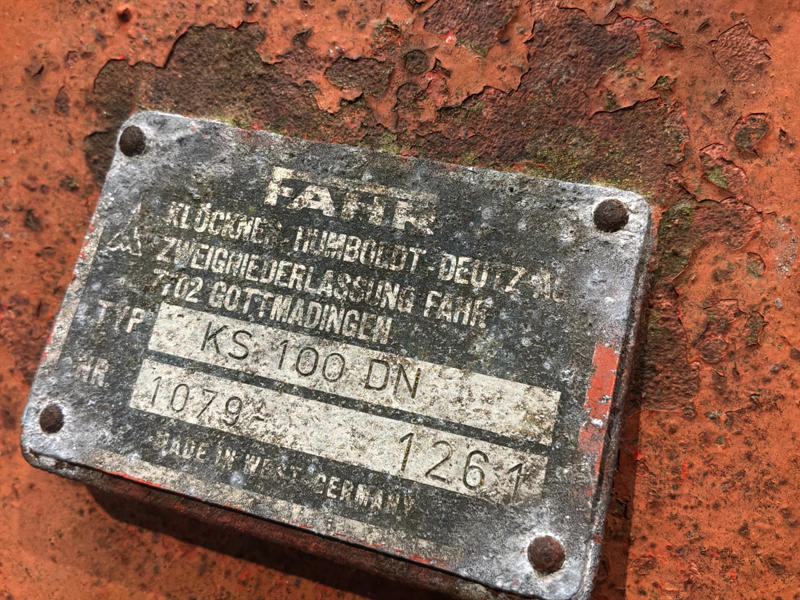 FAHR
KLÖCKNER-HUMBOLDT-DEUTZ-AG
ZWEIGNIEDERLASSUNG FAHR
7702 GOTTMADINGEN
TYP KS 100 DN
NR 1079- 1261
MADE IN WEST GERMANY